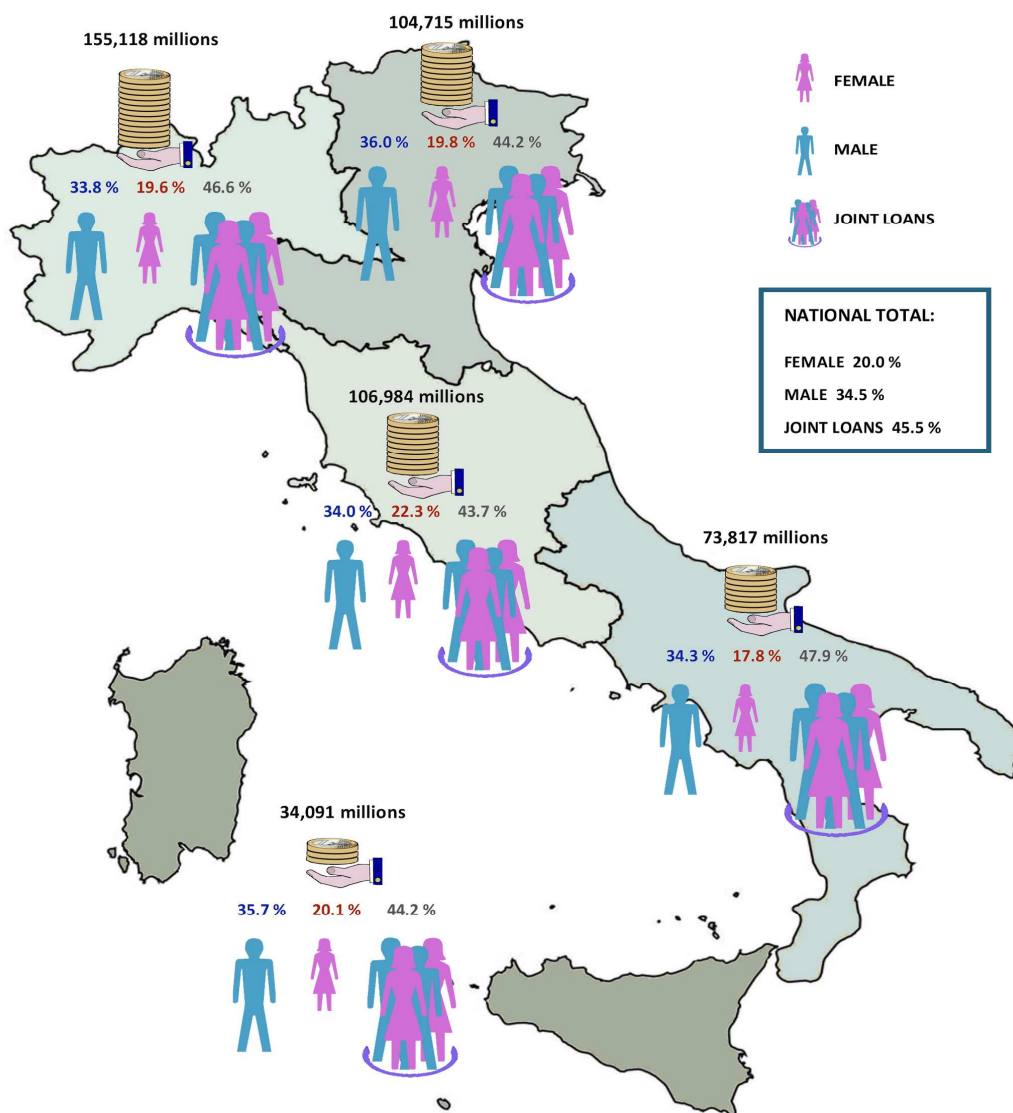 104,715 millions
155,118 millions
FEMALE
36.0 % 19.8 % 44.2 %
MALE
33.8 % 19.6 % 46.6 %
JOINT LOANS
NATIONAL TOTAL:
FEMALE 20.0 %
MALE 34.5 %
JOINT LOANS 45.5 %
106,984 millions
34.0 % 22.3 % 43.7 %
73,817 millions
34.3 % 17.8 % 47.9 %
34,091 millions
35.7 % 20.1 % 44.2 %